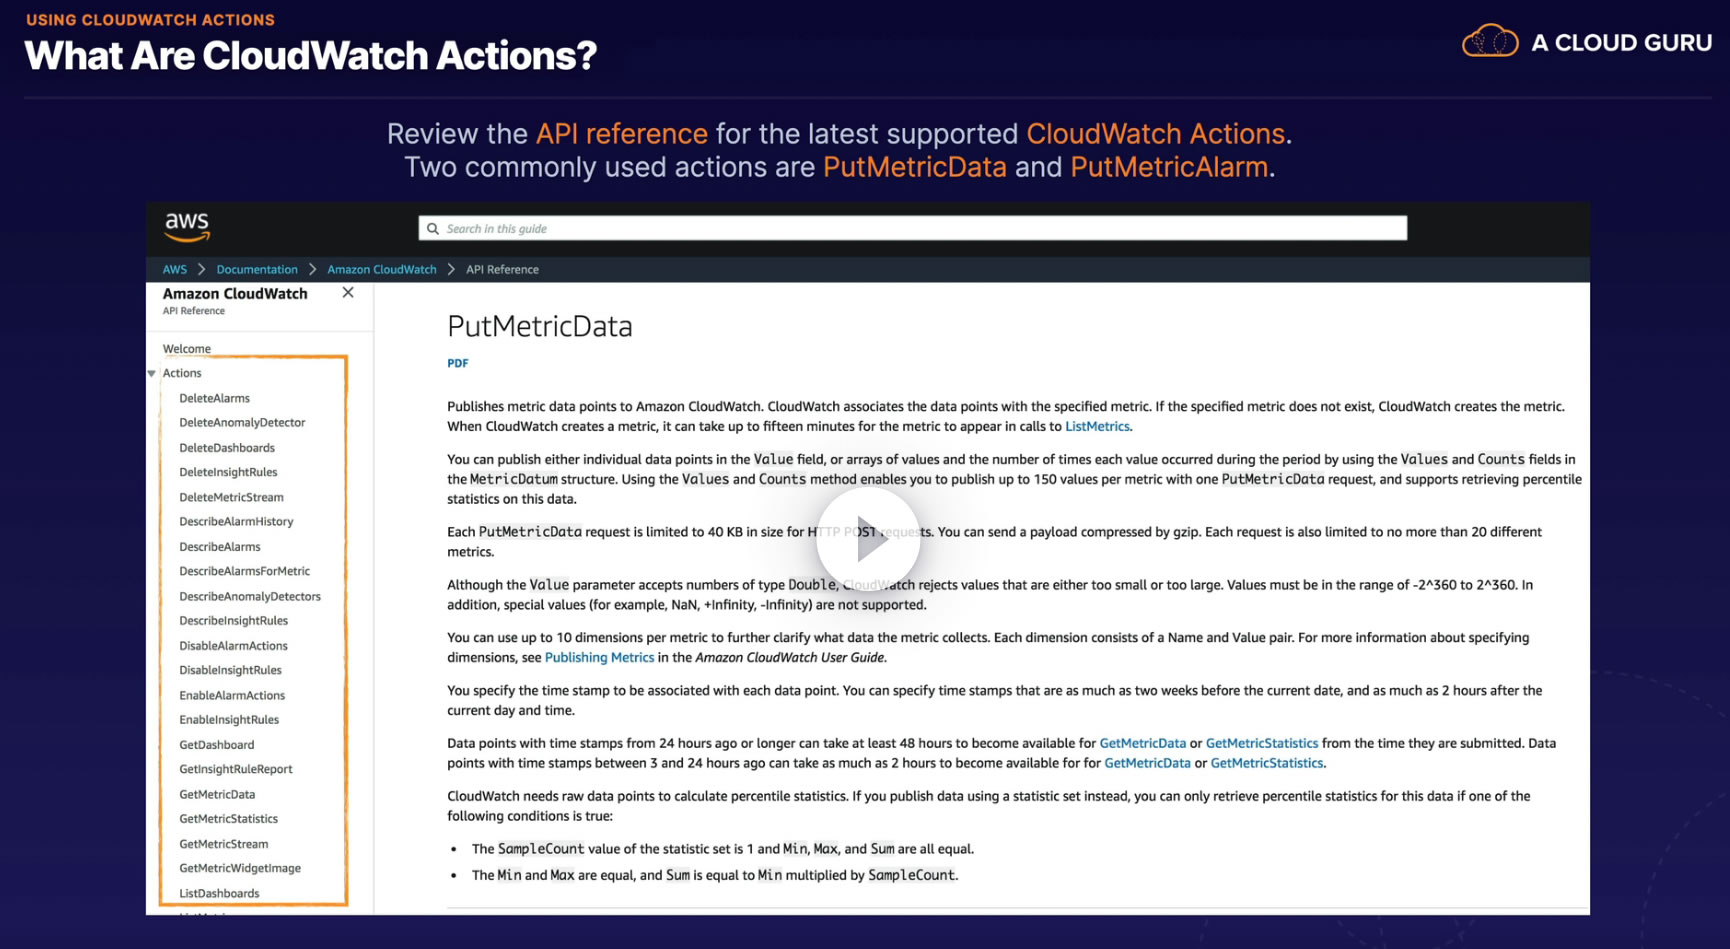 USING CLOUDWATCH ACTIONS
What Are CloudWatch Actions?
A CLOUD GURU
Review the API reference for the latest supported CloudWatch Actions.
Two commonly used actions are PutMetricData and PutMetricAlarm.
aws
Search in this guide
AWS > Documentation > Amazon CloudWatch > API Reference
Amazon CloudWatch
API Reference
Welcome
Actions
DeleteAlarms
DeleteAnomalyDetector
DeleteDashboards
DeleteInsightRules
DeleteMetricStream
DescribeAlarmHistory
DescribeAlarms
DescribeAlarmsForMetric
DescribeAnomalyDetectors
DescribeInsightRules
DisableAlarmActions
DisableInsightRules
EnableAlarmActions
EnableInsightRules
GetDashboard
GetInsightRuleReport
GetMetricData
GetMetricStatistics
GetMetricStream
GetMetricWidgetImage
ListDashboards
PutMetricData
PDF
Publishes metric data points to Amazon CloudWatch. CloudWatch associates the data points with the specified metric. If the specified metric does not exist, CloudWatch creates the metric.
When CloudWatch creates a metric, it can take up to fifteen minutes for the metric to appear in calls to ListMetrics.
You can publish either individual data points in the Value field, or arrays of values and the number of times each value occurred during the period by using the Values and Counts fields in
the MetricDatum structure. Using the Values and Counts method enables you to publish up to 150 values per metric with one PutMetricData request, and supports retrieving percentile
statistics on this data.
Each PutMetricData request is limited to 40 KB in size for HTTP POST requests. You can send a payload compressed by gzip. Each request is also limited to no more than 20 different
metrics.
Although the Value parameter accepts numbers of type Double, CloudWatch rejects values that are either too small or too large. Values must be in the range of -2^360 to 2^360. In
addition, special values (for example, NaN, +Infinity, -Infinity) are not supported.
You can use up to 10 dimensions per metric to further clarify what data the metric collects. Each dimension consists of a Name and Value pair. For more information about specifying
dimensions, see Publishing Metrics in the Amazon CloudWatch User Guide.
You specify the time stamp to be associated with each data point. You can specify time stamps that are as much as two weeks before the current date, and as much as 2 hours after the
current day and time.
Data points with time stamps from 24 hours ago or longer can take at least 48 hours to become available for GetMetricData or GetMetricStatistics from the time they are submitted. Data
points with time stamps between 3 and 24 hours ago can take as much as 2 hours to become available for for GetMetricData or GetMetricStatistics.
CloudWatch needs raw data points to calculate percentile statistics. If you publish data using a statistic set instead, you can only retrieve percentile statistics for this data if one of the
following conditions is true:
• The SampleCount value of the statistic set is 1 and Min, Max, and Sum are all equal.
• The Min and Max are equal, and Sum is equal to Min multiplied by SampleCount.